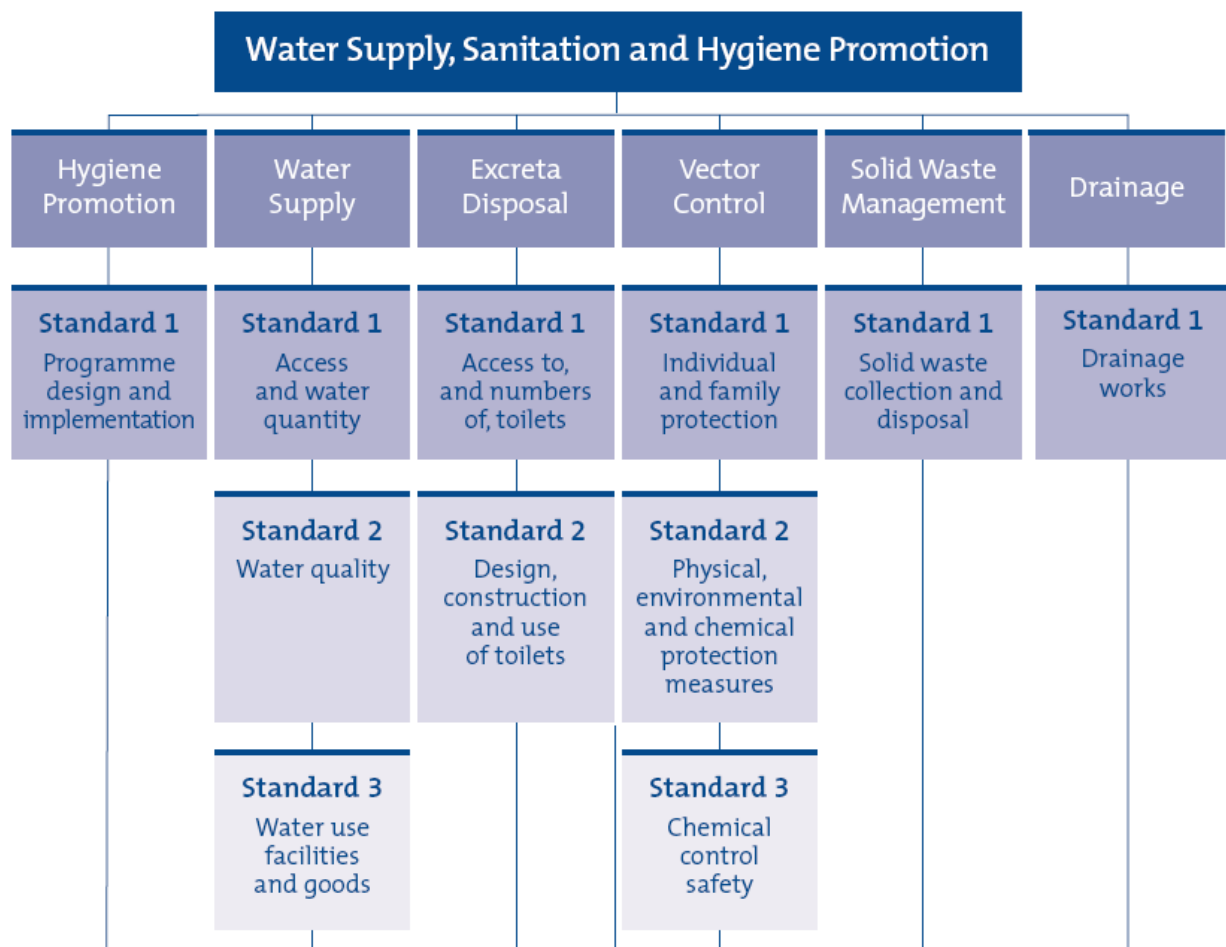 Water Supply, Sanitation and Hygiene Promotion
Hygiene
Promotion
Water
Supply
Excreta
Disposal
Vector
Control
Solid Waste
Management
Drainage
Standard 1
Programme
design and
implementation
Standard 1
Access
and water
quantity
Standard 1
Access to,
and numbers
of, toilets
Standard 1
Individual
and family
protection
Standard 1
Solid waste
collection and
disposal
Standard 1
Drainage
works
Standard 2
Water quality
Standard 2
Design,
construction
and use
of toilets
Standard 2
Physical,
environmental
and chemical
protection
measures
Standard 3
Water use
facilities
and goods
Standard 3
Chemical
control
safety